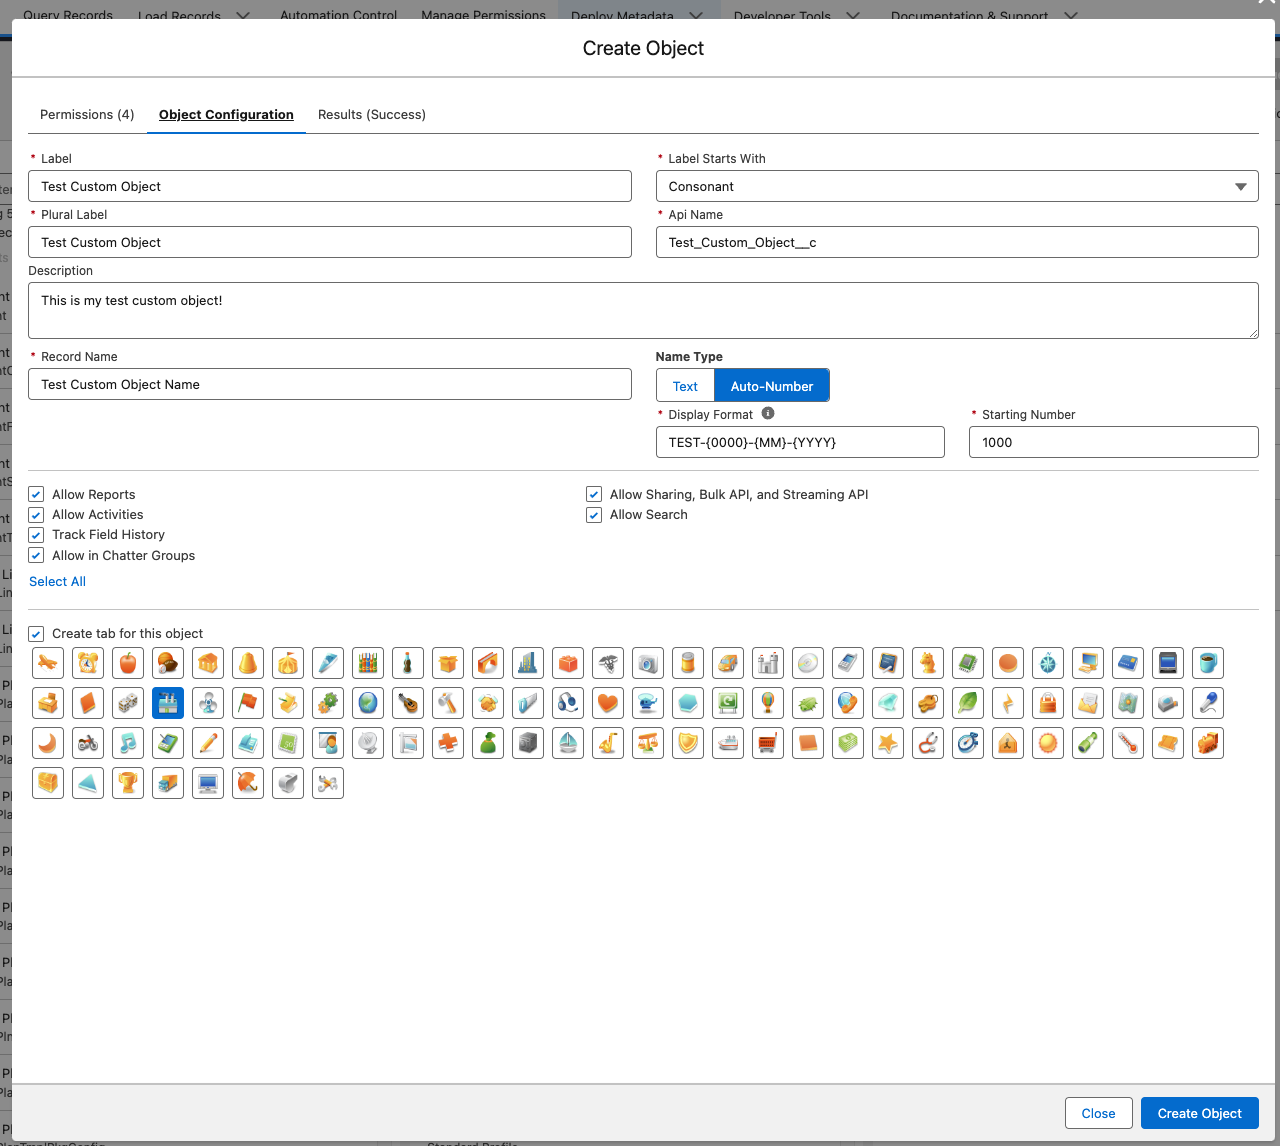 Query Records Load Records Automation Control Manage Permissions Deploy Metadata Developer Tools Documentation & Support
Create Object
Permissions (4) Object Configuration Results (Success)
* Label * Label Starts With
Test Custom Object Consonant
* Plural Label * Api Name
Test Custom Object Test_Custom_Object__c
Description
This is my test custom object!
* Record Name Name Type
Test Custom Object Name Text Auto-Number
* Display Format * Starting Number
TEST-{0000}-{MM}-{YYYY} 1000
Allow Reports Allow Sharing, Bulk API, and Streaming API
Allow Activities Allow Search
Track Field History
Allow in Chatter Groups
Select All
Create tab for this object
Close Create Object
Standard Profile